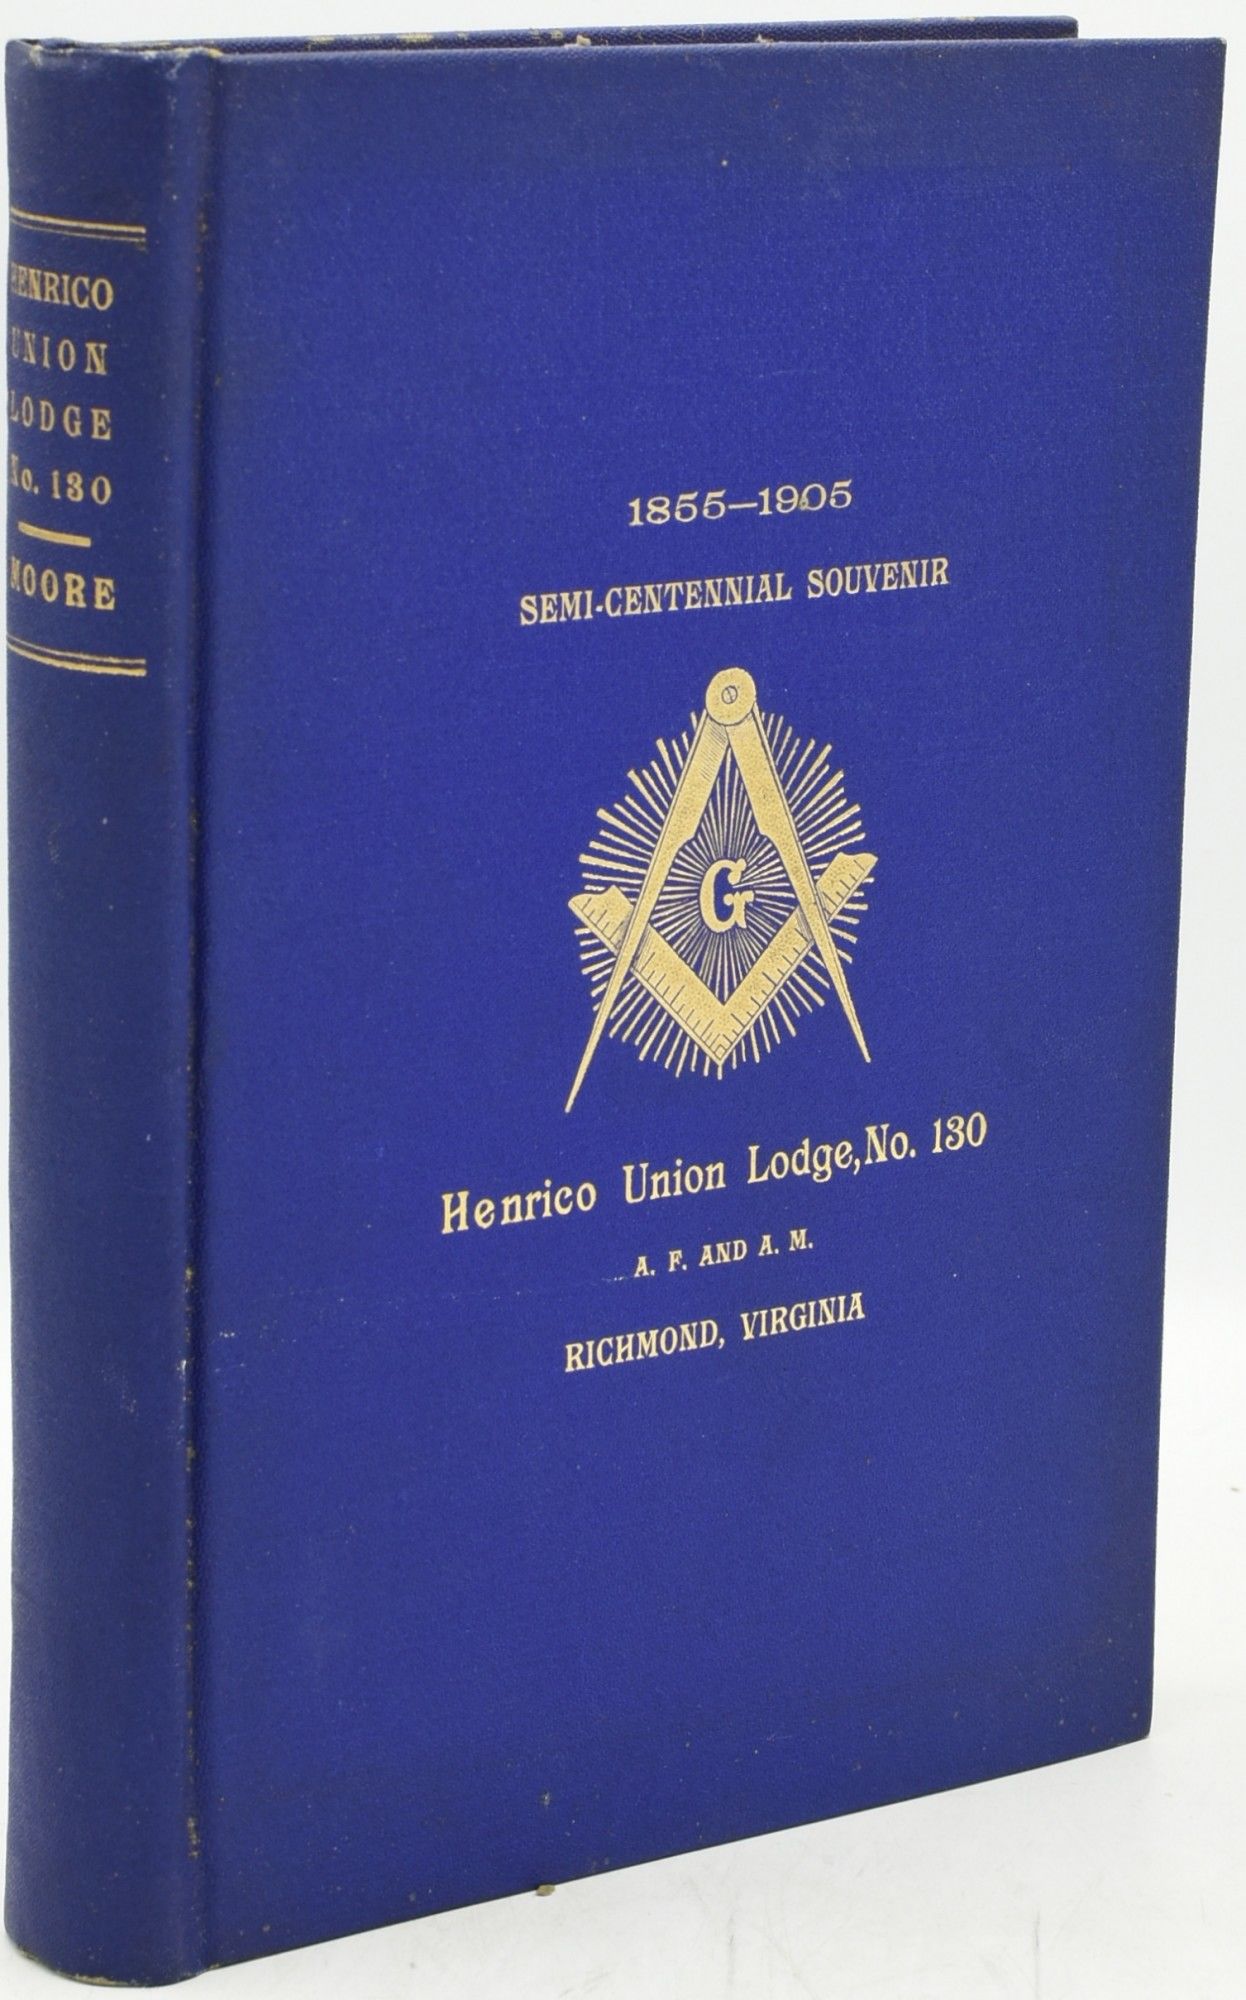 HENRICO
UNION
LODGE
No. 130
MOORE
1855–1905
SEMI-CENTENNIAL SOUVENIR
G
Henrico Union Lodge, No. 130
A. F. AND A. M.
RICHMOND, VIRGINIA